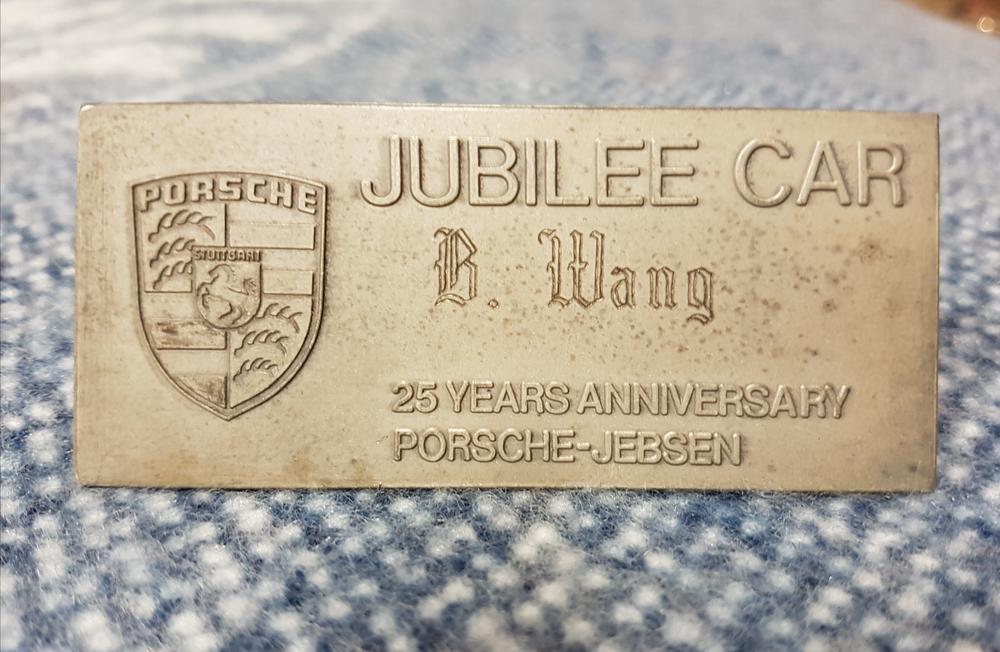 PORSCHE
STUTTGART
JUBILEE CAR
B. Wang
25 YEARS ANNIVERSARY
PORSCHE-JEBSEN